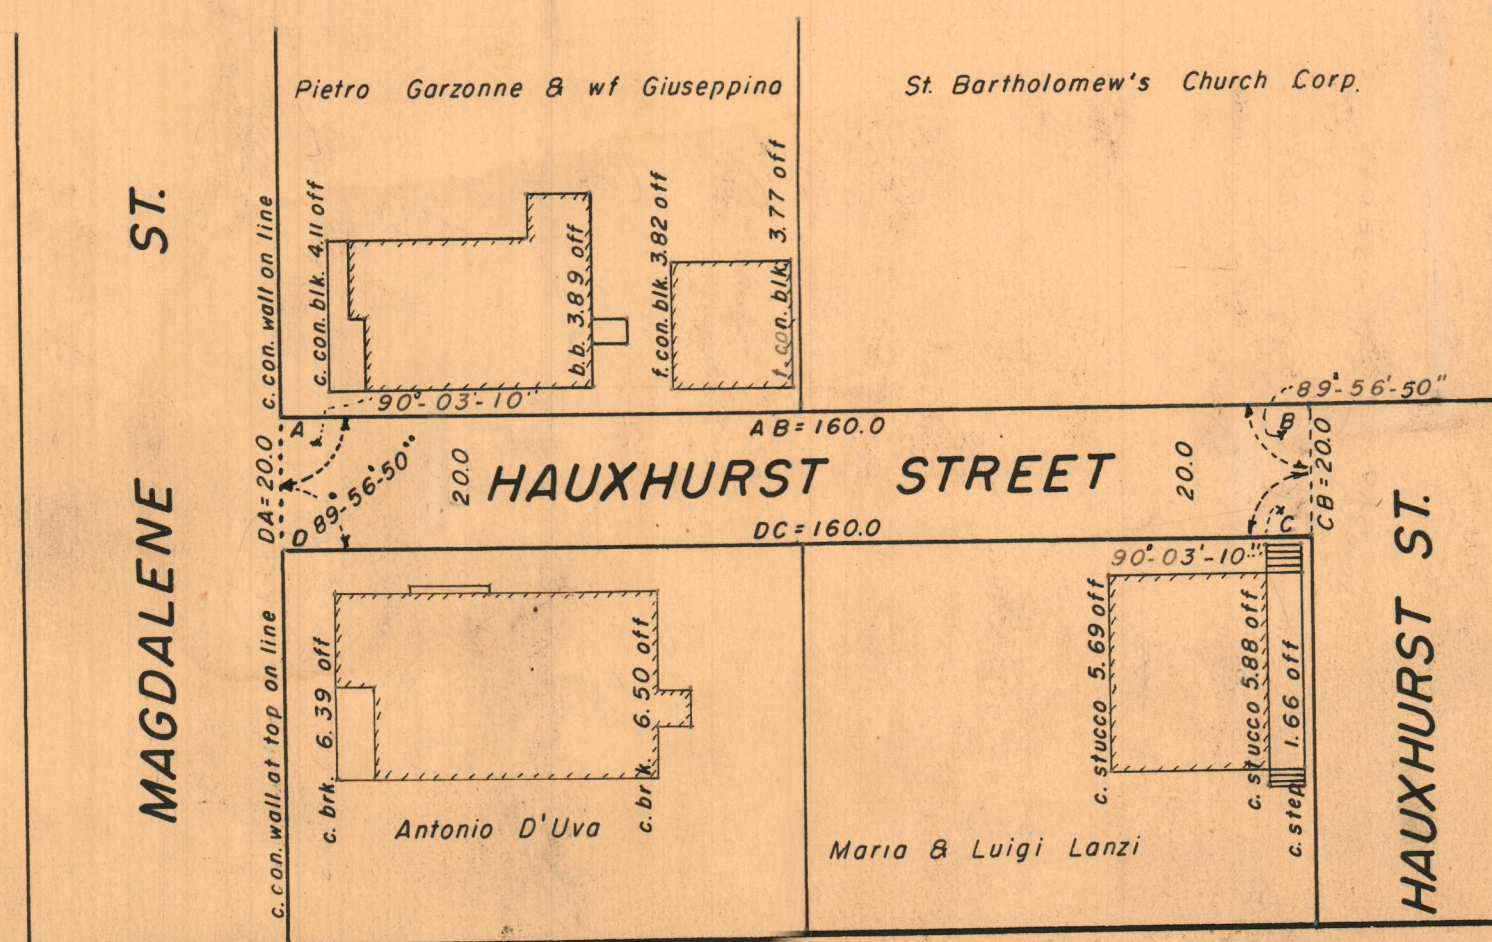 Pietro Garzonne & wf Giuseppina
St. Bartholomew's Church Corp.
MAGDALENE ST.
c. con. wall on line
c. con. blk. 4.11 off
b.b. 3.89 off
f. con. blk. 3.82 off
f. con. blk. 3.77 off
90°-03'-10"
89°-56'-50"
A
AB=160.0
B
DA=20.0
89°-56'-50"
20.0
HAUXHURST STREET
20.0
CB=20.0
D
DC=160.0
C
90°-03'-10"
c. con. wall at top on line
c. brk. 6.39 off
c. brk. 6.50 off
c. stucco 5.69 off
c. stucco 5.88 off
c. step 1.66 off
HAUXHURST ST.
Antonio D'Uva
Maria & Luigi Lanzi